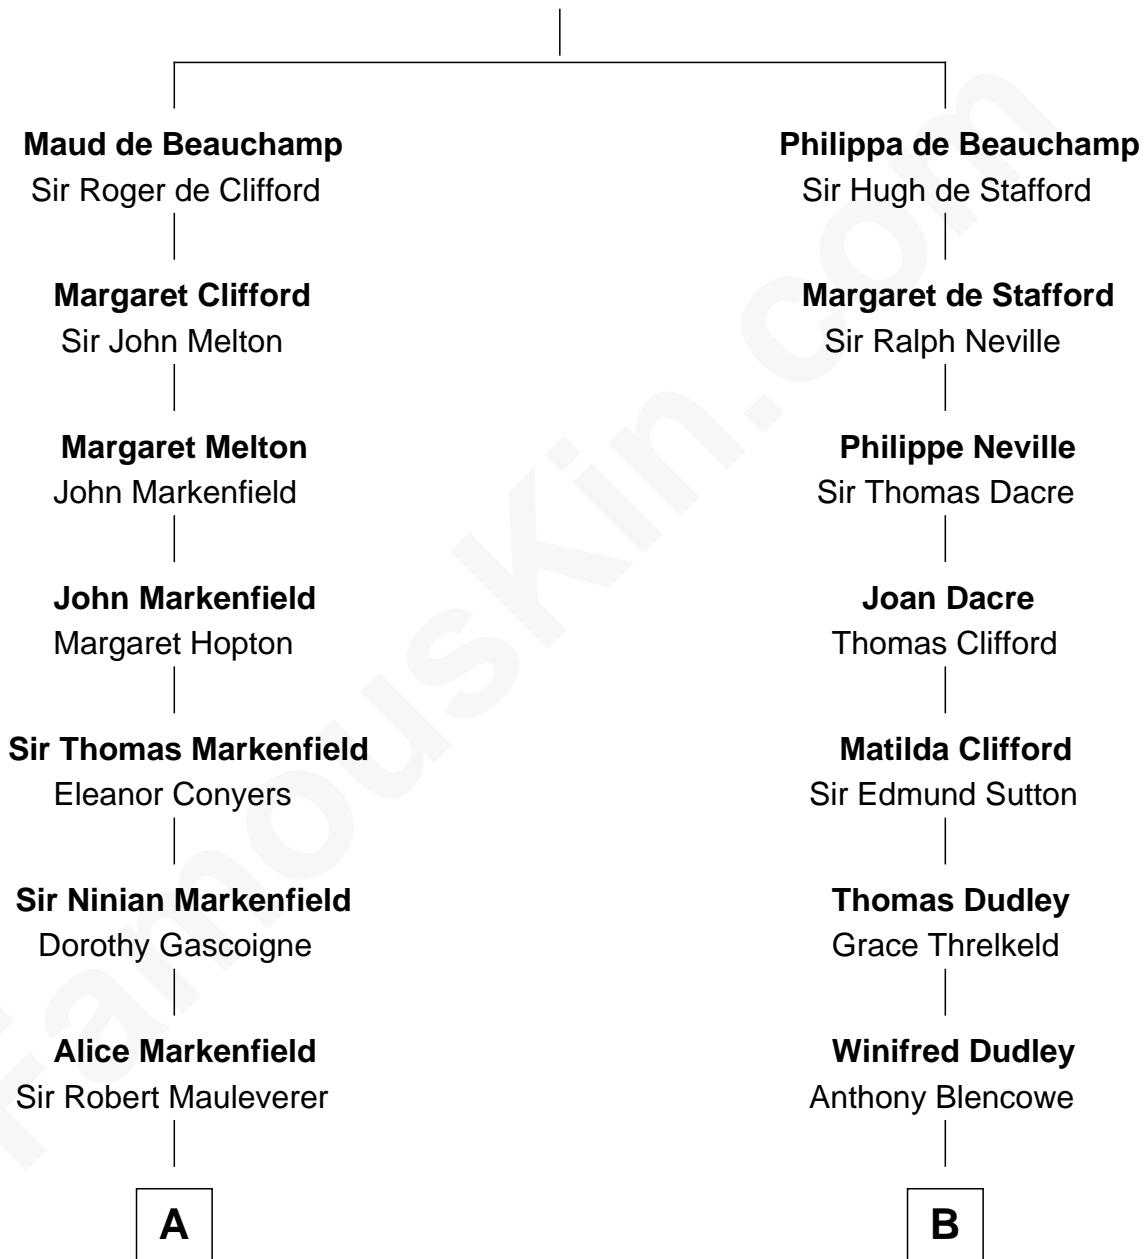 Maud de Beauchamp
Sir Roger de Clifford
Margaret Clifford
Sir John Melton
Margaret Melton
John Markenfield
John Markenfield
Margaret Hopton
Sir Thomas Markenfield
Eleanor Conyers
Sir Ninian Markenfield
Dorothy Gascoigne
Alice Markenfield
Sir Robert Mauleverer
A
Philippa de Beauchamp
Sir Hugh de Stafford
Margaret de Stafford
Sir Ralph Neville
Philippe Neville
Sir Thomas Dacre
Joan Dacre
Thomas Clifford
Matilda Clifford
Sir Edmund Sutton
Thomas Dudley
Grace Threlkeld
Winifred Dudley
Anthony Blencowe
B
FamousKin.com